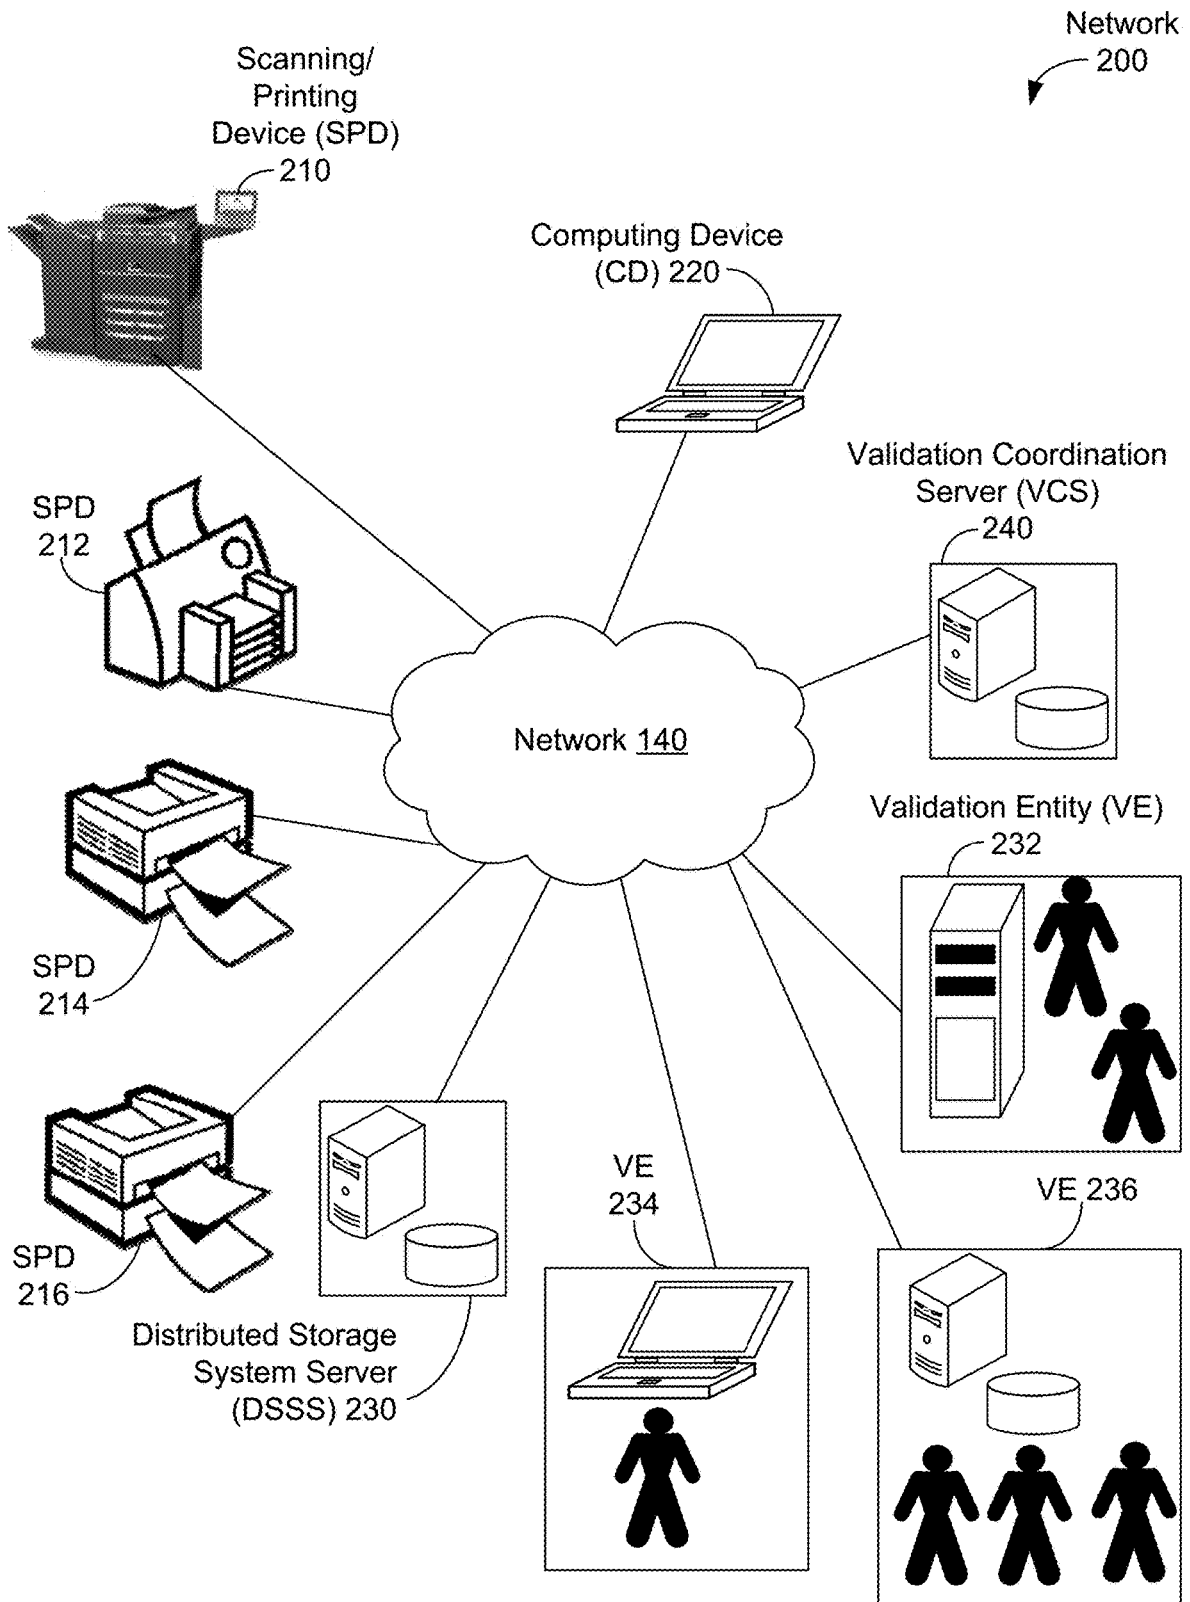 Network
200
Scanning/
Printing
Device (SPD)
210
Computing Device
(CD) 220
Validation Coordination
Server (VCS)
240
SPD
212
Network 140
Validation Entity (VE)
232
SPD
214
VE
234
VE 236
SPD
216
Distributed Storage
System Server
(DSSS) 230